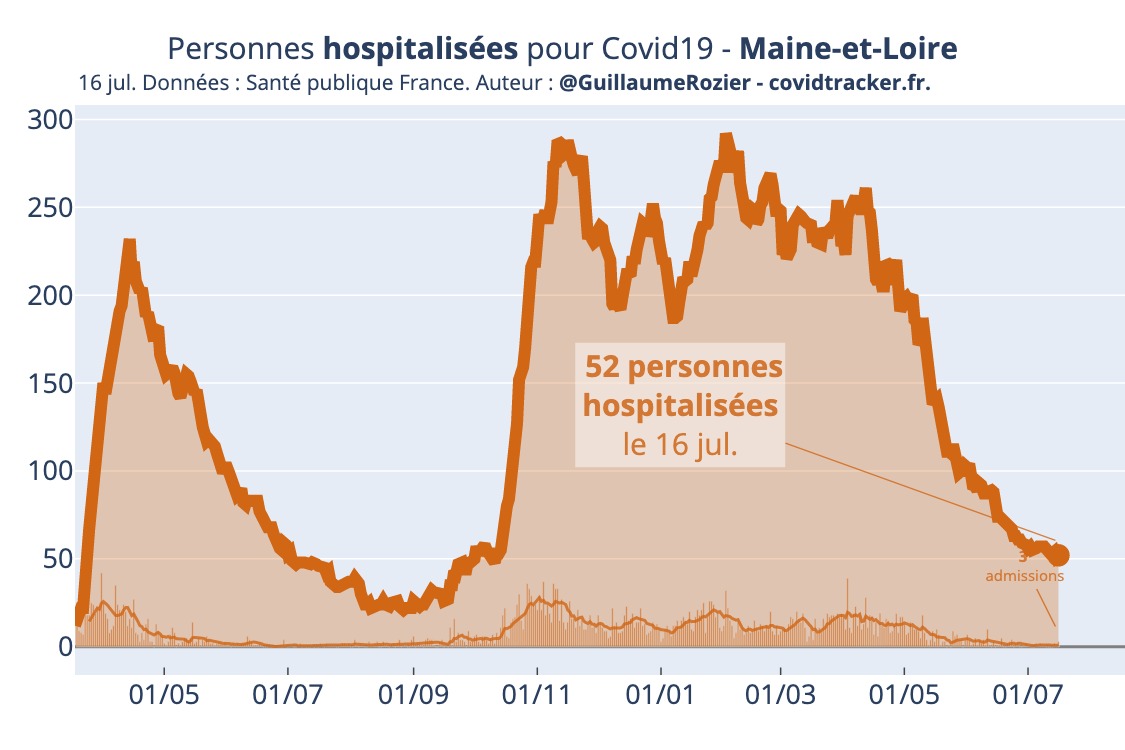 Personnes hospitalisées pour Covid19 - Maine-et-Loire
16 jul. Données : Santé publique France. Auteur : @GuillaumeRozier - covidtracker.fr.
300
250
200
150
100
50
0
52 personnes
hospitalisées
le 16 jul.
3
admissions
01/05 01/07 01/09 01/11 01/01 01/03 01/05 01/07